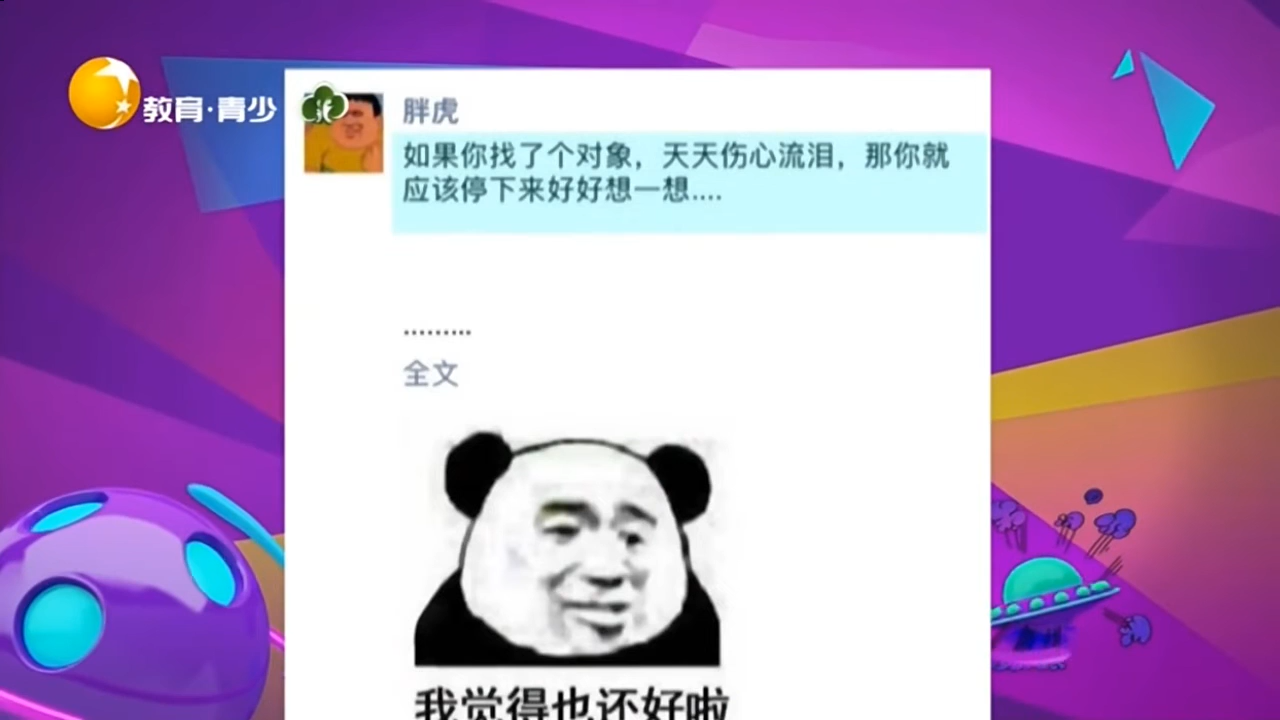 教育·青少
胖虎
如果你找了个对象，天天伤心流泪，那你就
应该停下来好好想一想....
.........
全文
我觉得也还好啦